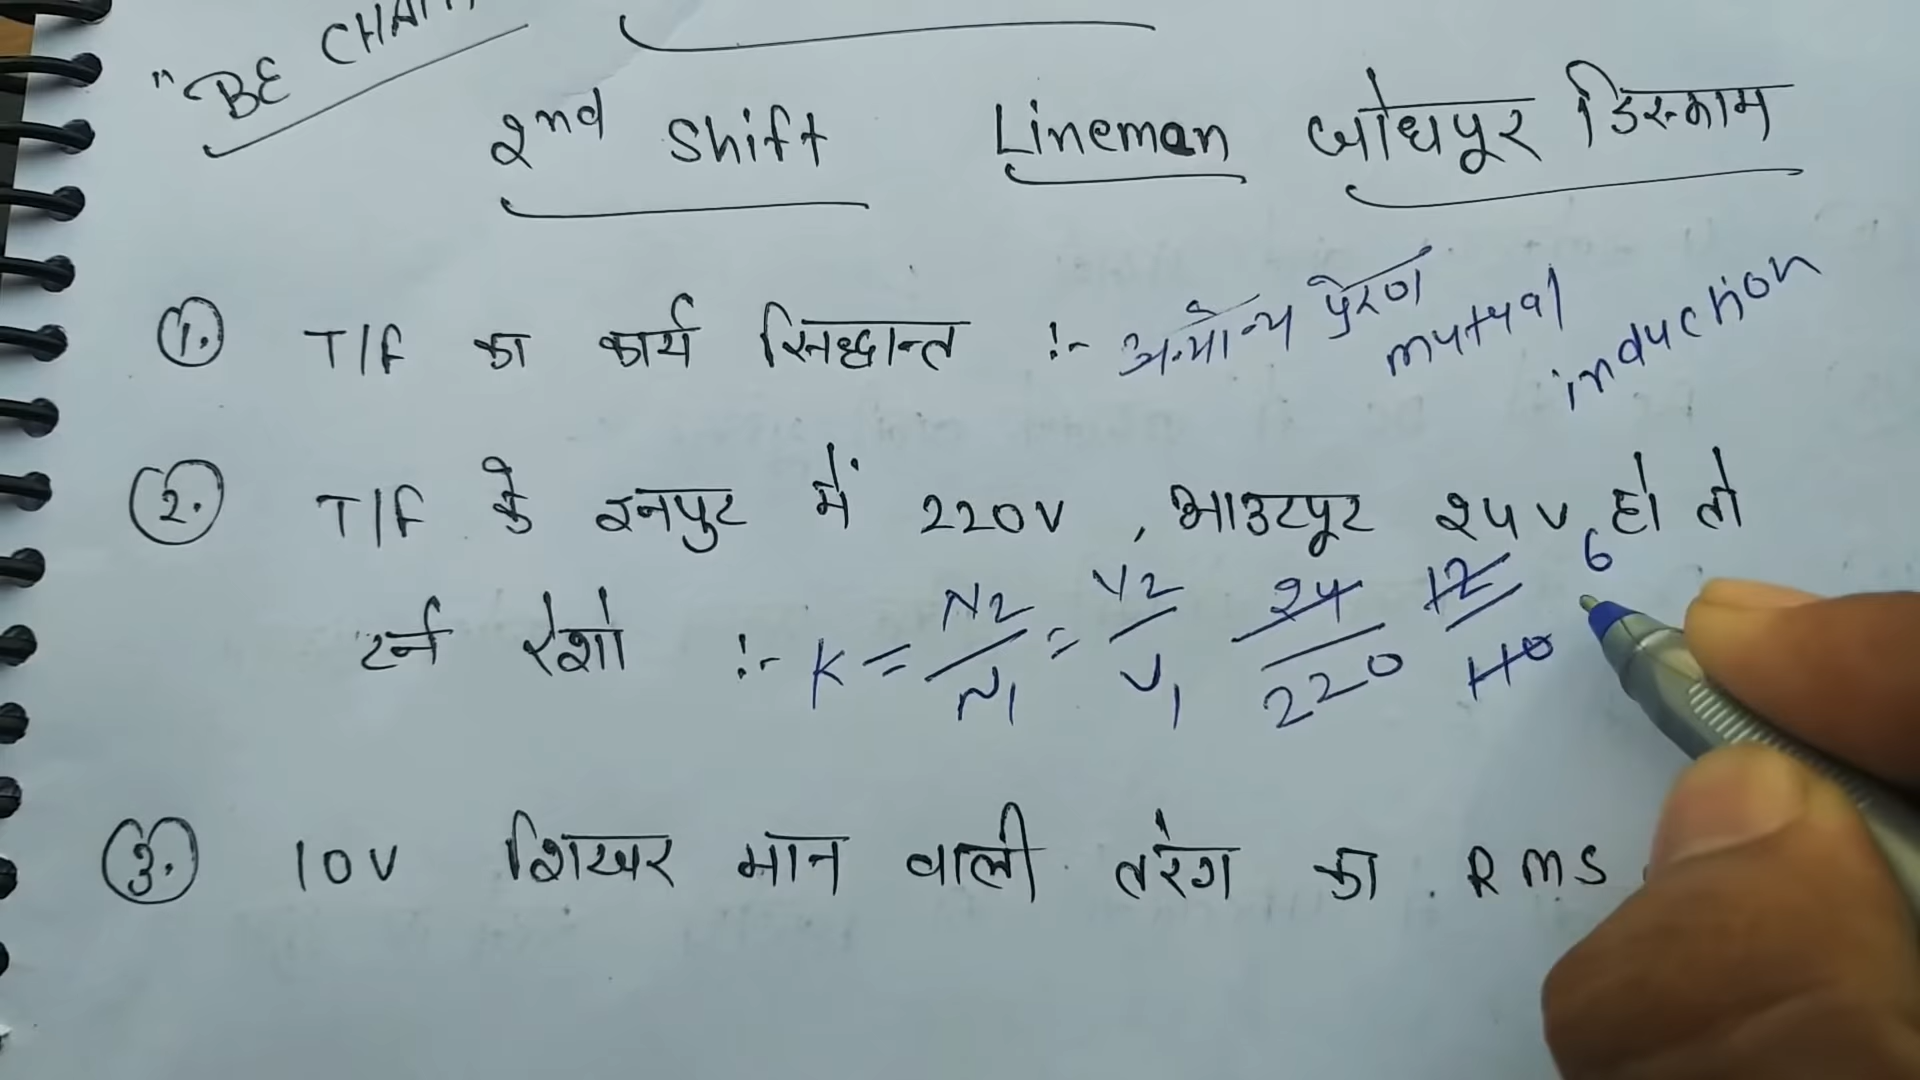 "BE
2nd Shift Lineman जोधपुर डिस्काम
1. T/F का कार्य सिद्धान्त :- अन्योन्य प्रेरण mutual induction
2. T/F के इनपुट में 220V , आउटपूट 24V हो तो
टर्न रेशो :- K = N2/N1 = V2/V1 24/220 12/110 6
3. 10V शिखर मान वाली तरंग का RMS